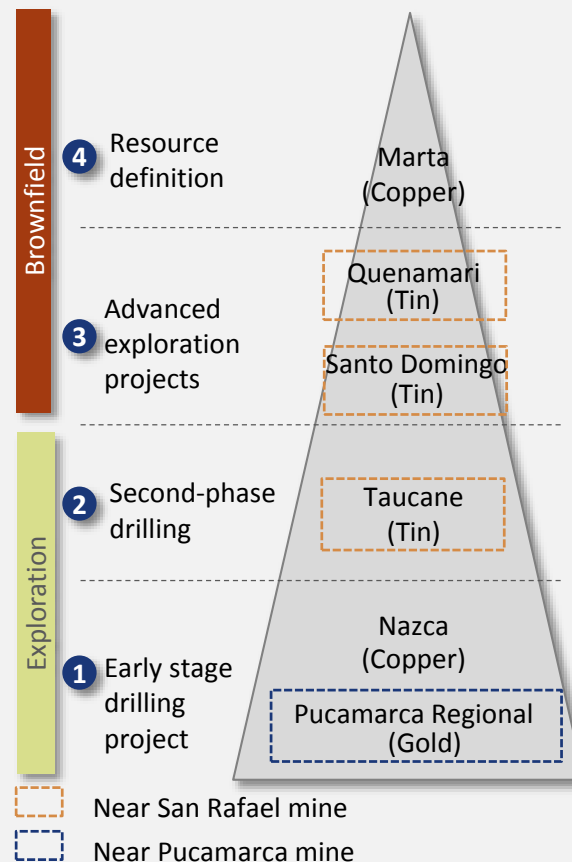 Brownfield
4
Resource
definition
Marta
(Copper)
3
Advanced
exploration
projects
Quenamari
(Tin)
Santo Domingo
(Tin)
Exploration
2
Second-phase
drilling
Taucane
(Tin)
1
Early stage
drilling
project
Nazca
(Copper)
Pucamarca Regional
(Gold)
Near San Rafael mine
Near Pucamarca mine